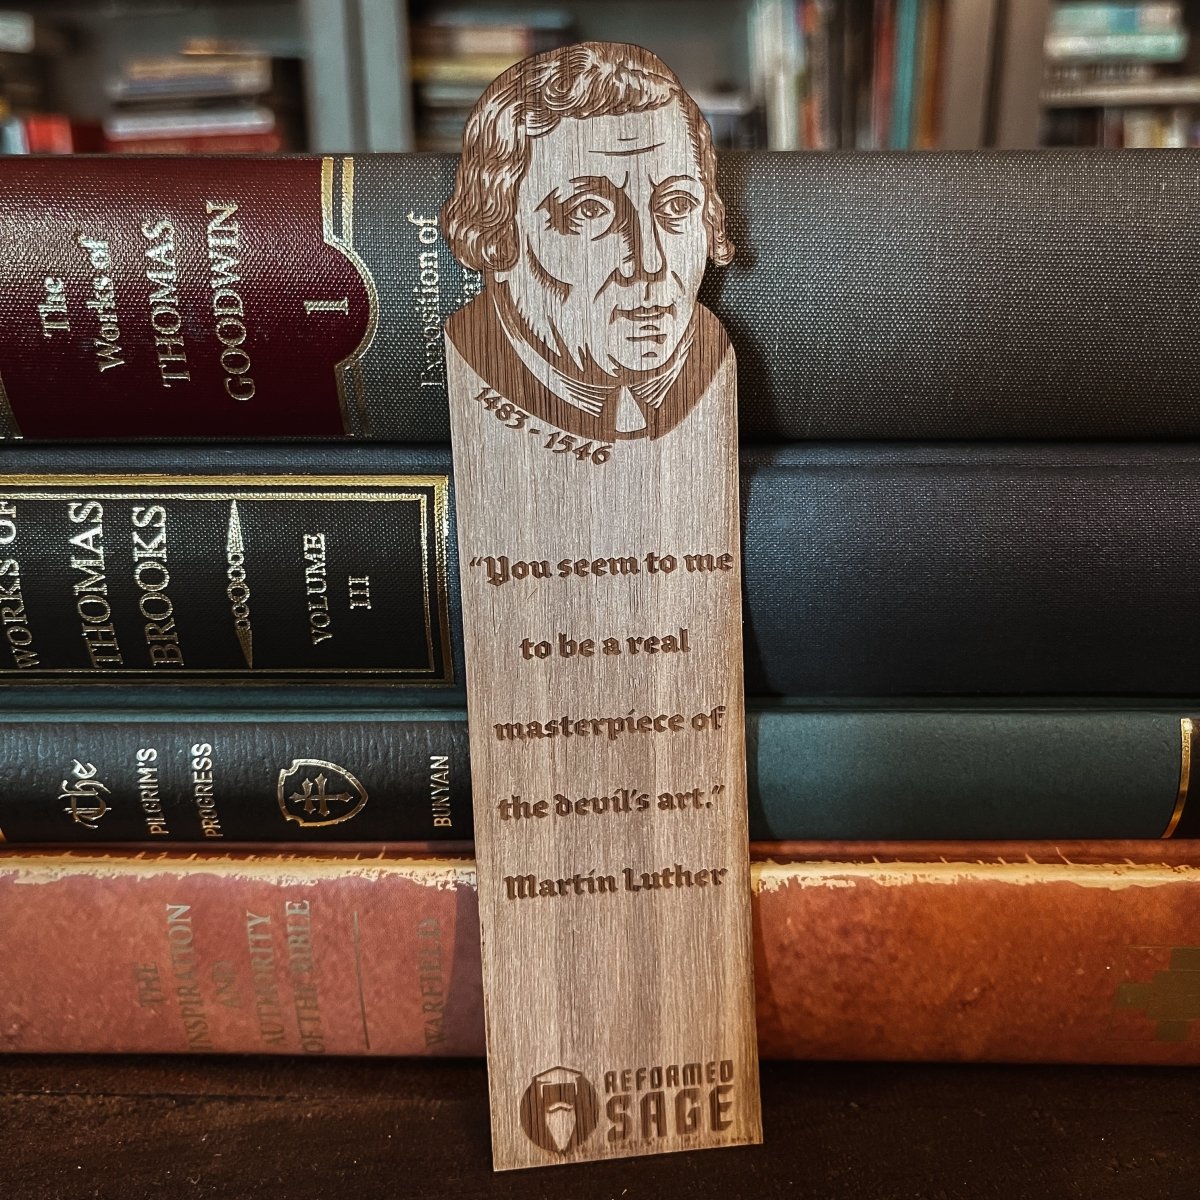 The
Works of
THOMAS
GOODWIN
I
Exposition of
1483 - 1546
WORKS OF
THOMAS
BROOKS
VOLUME
III
"You seem to me
to be a real
masterpiece of
the devil's art."
Martin Luther
The
PILGRIM'S
PROGRESS
BUNYAN
THE
INSPIRATION
AND
AUTHORITY
OF THE BIBLE
WARFIELD
REFORMED
SAGE